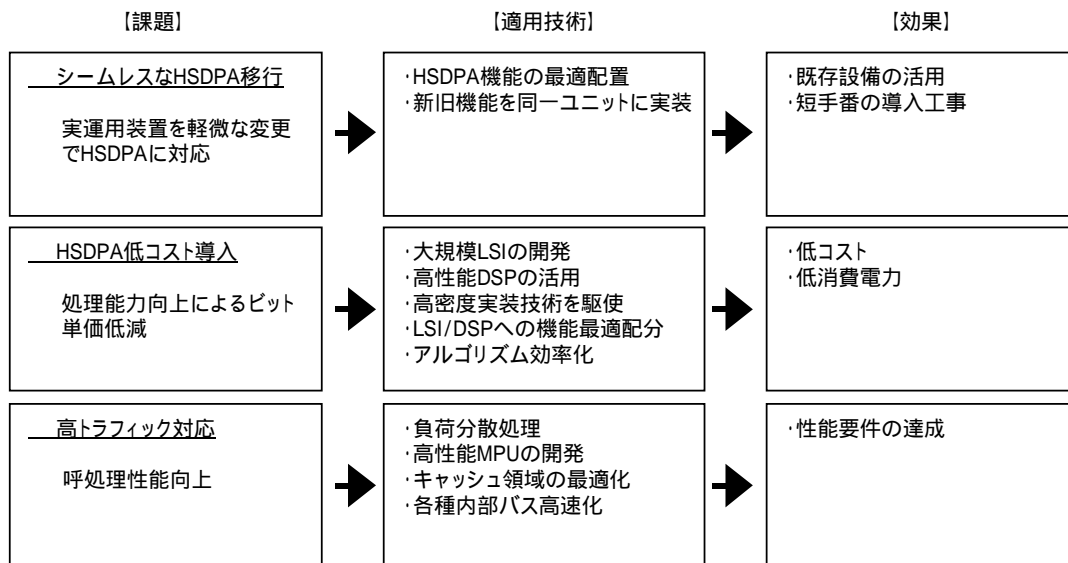 【課題】
【適用技術】
【効果】
シームレスなHSDPA移行
実運用装置を軽微な変更
でHSDPAに対応
・HSDPA機能の最適配置
・新旧機能を同一ユニットに実装
・既存設備の活用
・短手番の導入工事
HSDPA低コスト導入
処理能力向上によるビット
単価低減
・大規模LSIの開発
・高性能DSPの活用
・高密度実装技術を駆使
・LSI/DSPへの機能最適配分
・アルゴリズム効率化
・低コスト
・低消費電力
高トラフィック対応
呼処理性能向上
・負荷分散処理
・高性能MPUの開発
・キャッシュ領域の最適化
・各種内部バス高速化
・性能要件の達成